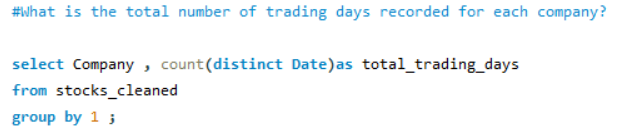 #What is the total number of trading days recorded for each company?
select Company , count(distinct Date)as total_trading_days
from stocks_cleaned
group by 1 ;